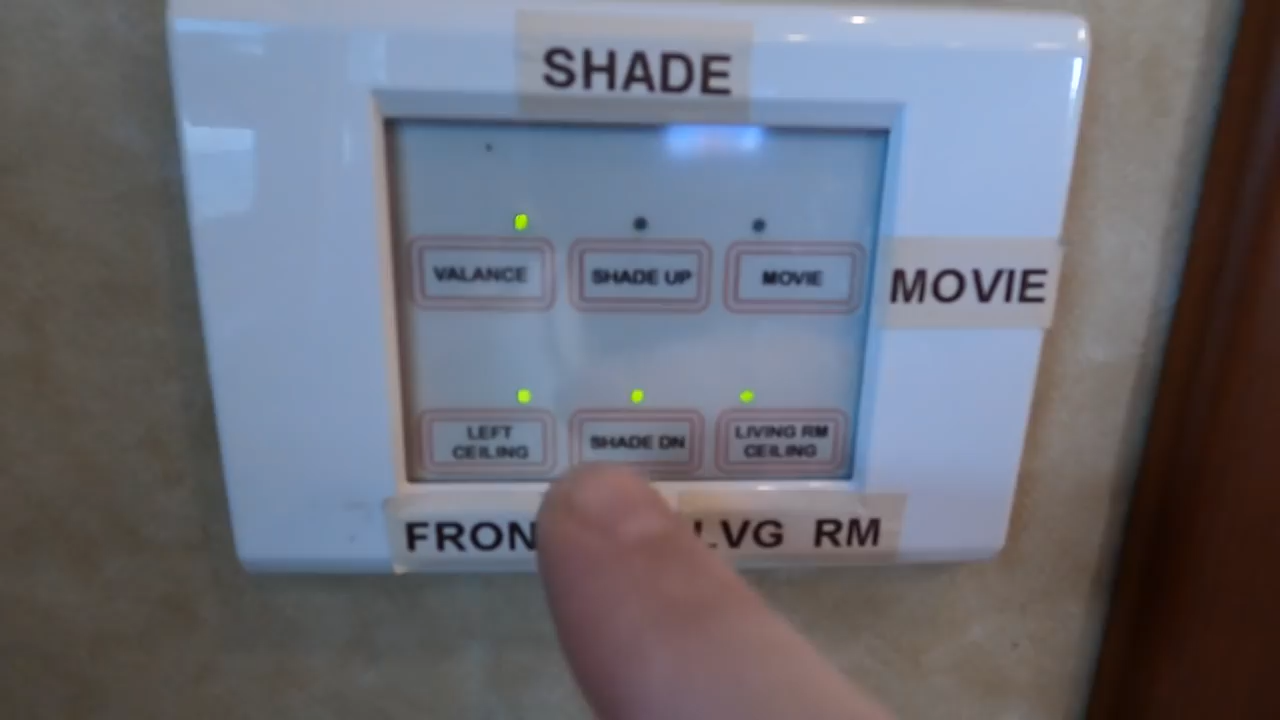 SHADE
VALANCE
SHADE UP
MOVIE
MOVIE
LEFT
CEILING
SHADE DN
LIVING RM
CEILING
FRON
LVG RM